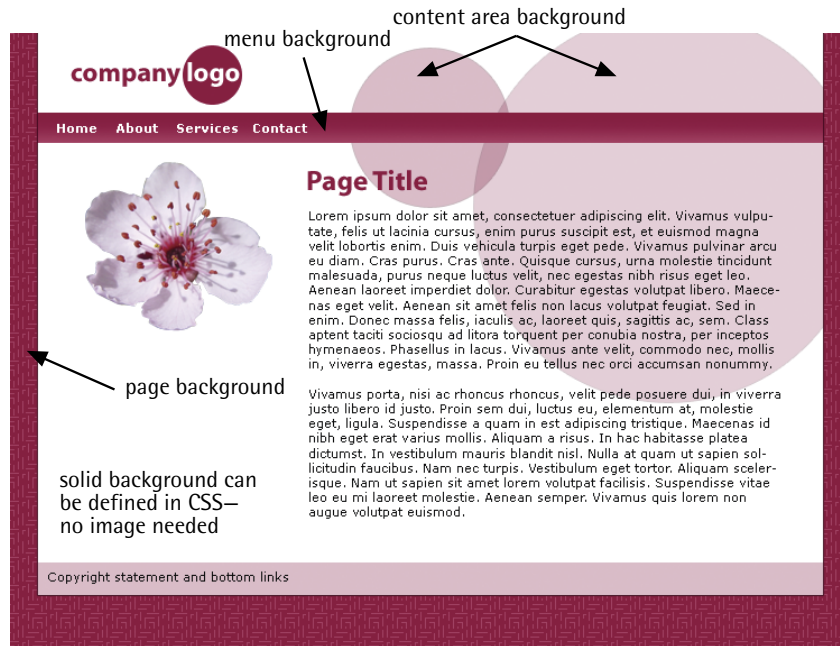 content area background
menu background
companylogo
Home About Services Contact
Page Title
Lorem ipsum dolor sit amet, consectetuer adipiscing elit. Vivamus vulpu-
tate, felis ut lacinia cursus, enim purus suscipit est, et euismod magna
velit lobortis enim. Duis vehicula turpis eget pede. Vivamus pulvinar arcu
eu diam. Cras purus. Cras ante. Quisque cursus, urna molestie tincidunt
malesuada, purus neque luctus velit, nec egestas nibh risus eget leo.
Aenean laoreet imperdiet dolor. Curabitur egestas volutpat libero. Maece-
nas eget velit. Aenean sit amet felis non lacus volutpat feugiat. Sed in
enim. Donec massa felis, iaculis ac, laoreet quis, sagittis ac, sem. Class
aptent taciti sociosqu ad litora torquent per conubia nostra, per inceptos
hymenaeos. Phasellus in lacus. Vivamus ante velit, commodo nec, mollis
in, viverra egestas, massa. Proin eu tellus nec orci accumsan nonummy.
page background
Vivamus porta, nisi ac rhoncus rhoncus, velit pede posuere dui, in viverra
justo libero id justo. Proin sem dui, luctus eu, elementum at, molestie
eget, ligula. Suspendisse a quam in est adipiscing tristique. Maecenas id
nibh eget erat varius mollis. Aliquam a risus. In hac habitasse platea
dictumst. In vestibulum mauris blandit nisl. Nulla at quam ut sapien sol-
licitudin faucibus. Nam nec turpis. Vestibulum eget tortor. Aliquam sceler-
isque. Nam ut sapien sit amet lorem volutpat facilisis. Suspendisse vitae
leo eu mi laoreet molestie. Aenean semper. Vivamus quis lorem non
augue volutpat euismod.
solid background can
be defined in CSS—
no image needed
Copyright statement and bottom links